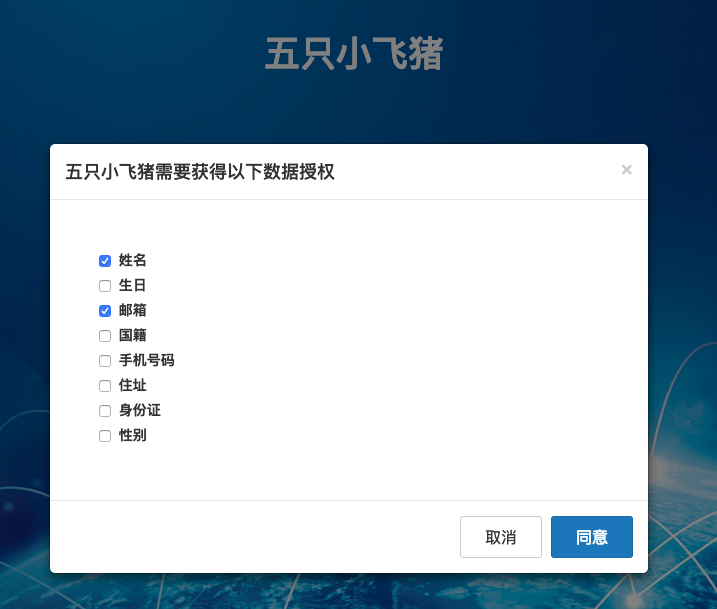 五只小飞猪
五只小飞猪需要获得以下数据授权
×
姓名
生日
邮箱
国籍
手机号码
住址
身份证
性别
取消
同意